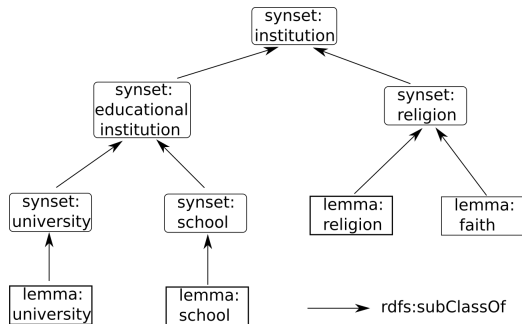 synset:
institution
synset:
educational
institution
synset:
religion
synset:
university
synset:
school
lemma:
religion
lemma:
faith
lemma:
university
lemma:
school
rdfs:subClassOf